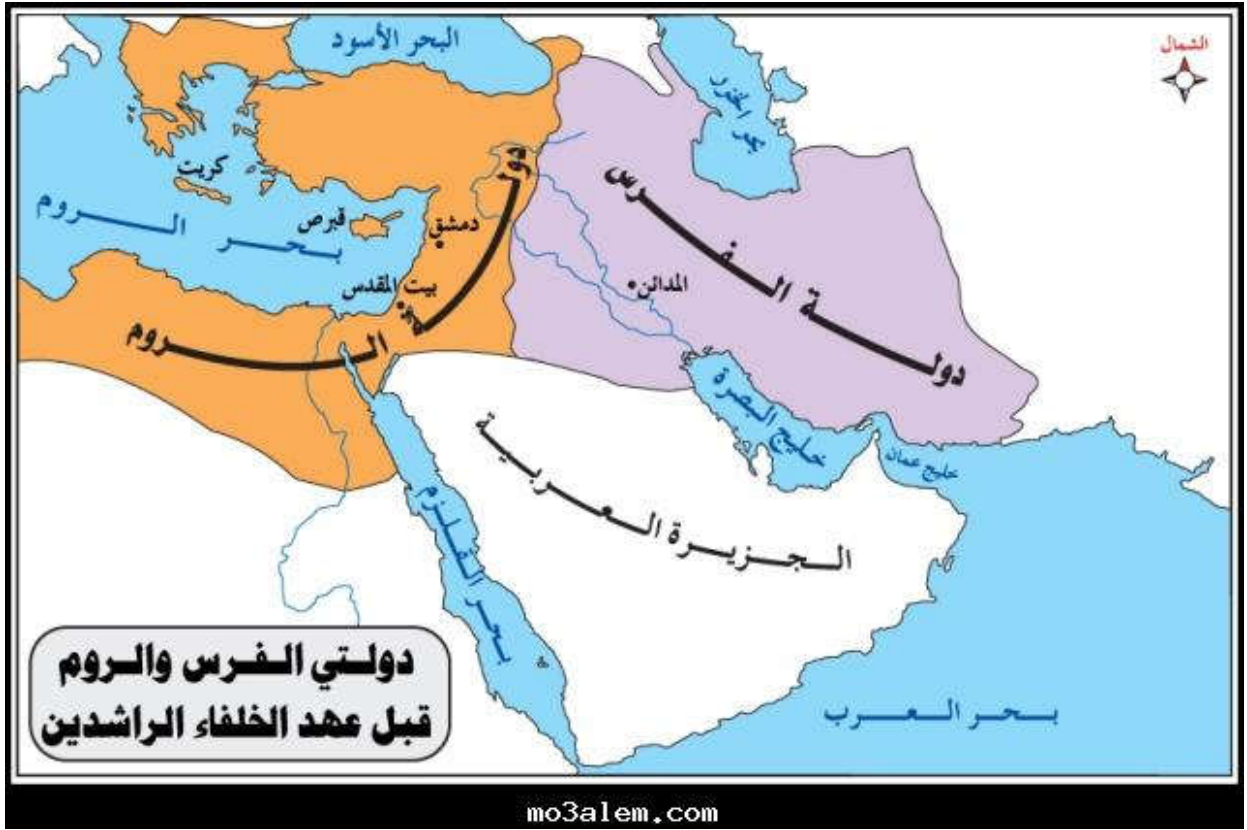 البحر الأسود
الشمال
بحر الخزر
كريت
بحر الروم
قبرص
دمشق
بيت المقدس
المدائن
دولة الفرس
دولة الروم
خليج البصرة
خليج عمان
الجزيرة العربية
بحر القلزم
بحر العرب
دولتي الفرس والروم
قبل عهد الخلفاء الراشدين
mo3alem.com